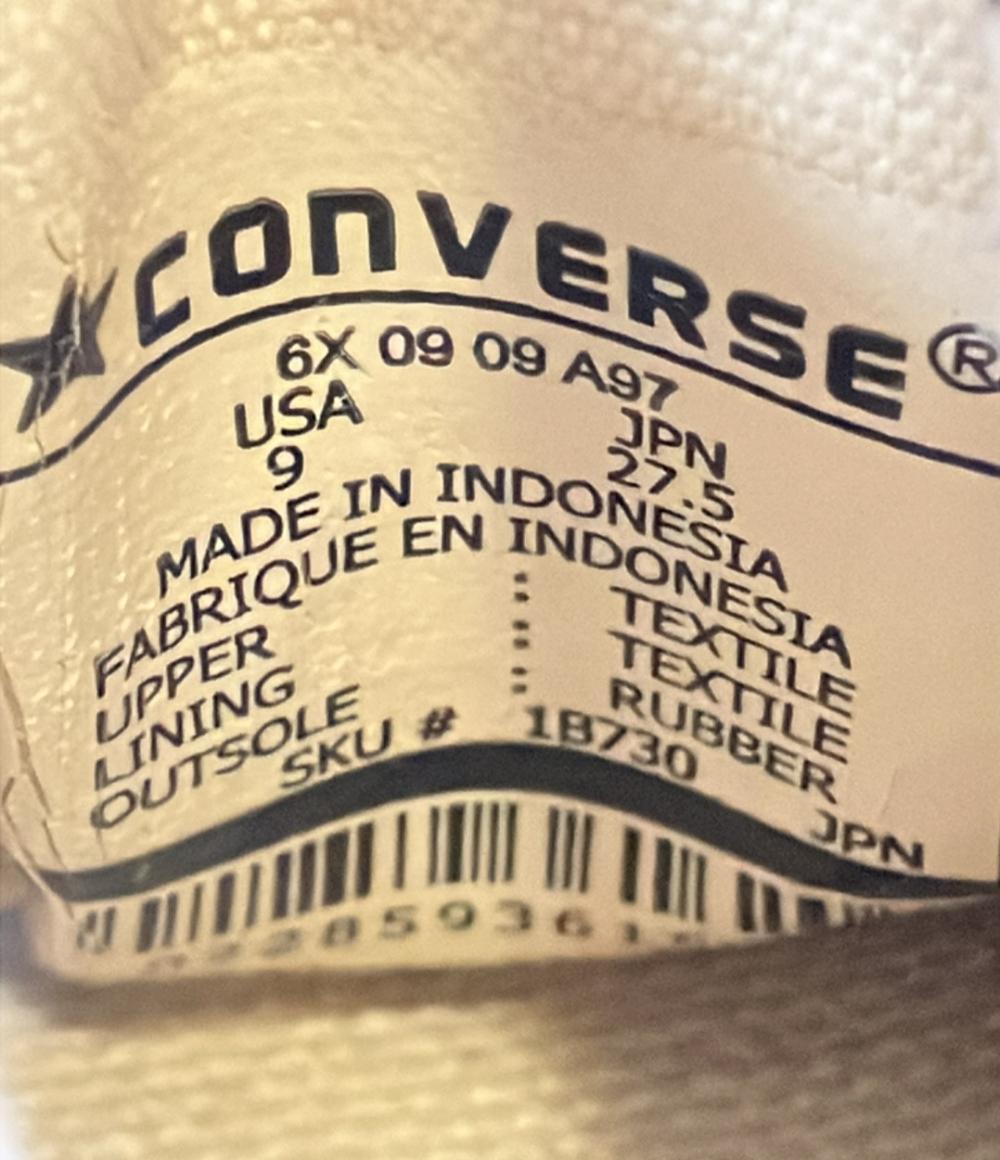 CONVERSE®
6X 09 09 A97
USA JPN
9 27.5
MADE IN INDONESIA
FABRIQUE EN INDONESIA
UPPER : TEXTILE
LINING : TEXTILE
OUTSOLE : RUBBER
SKU # 1B730
JPN